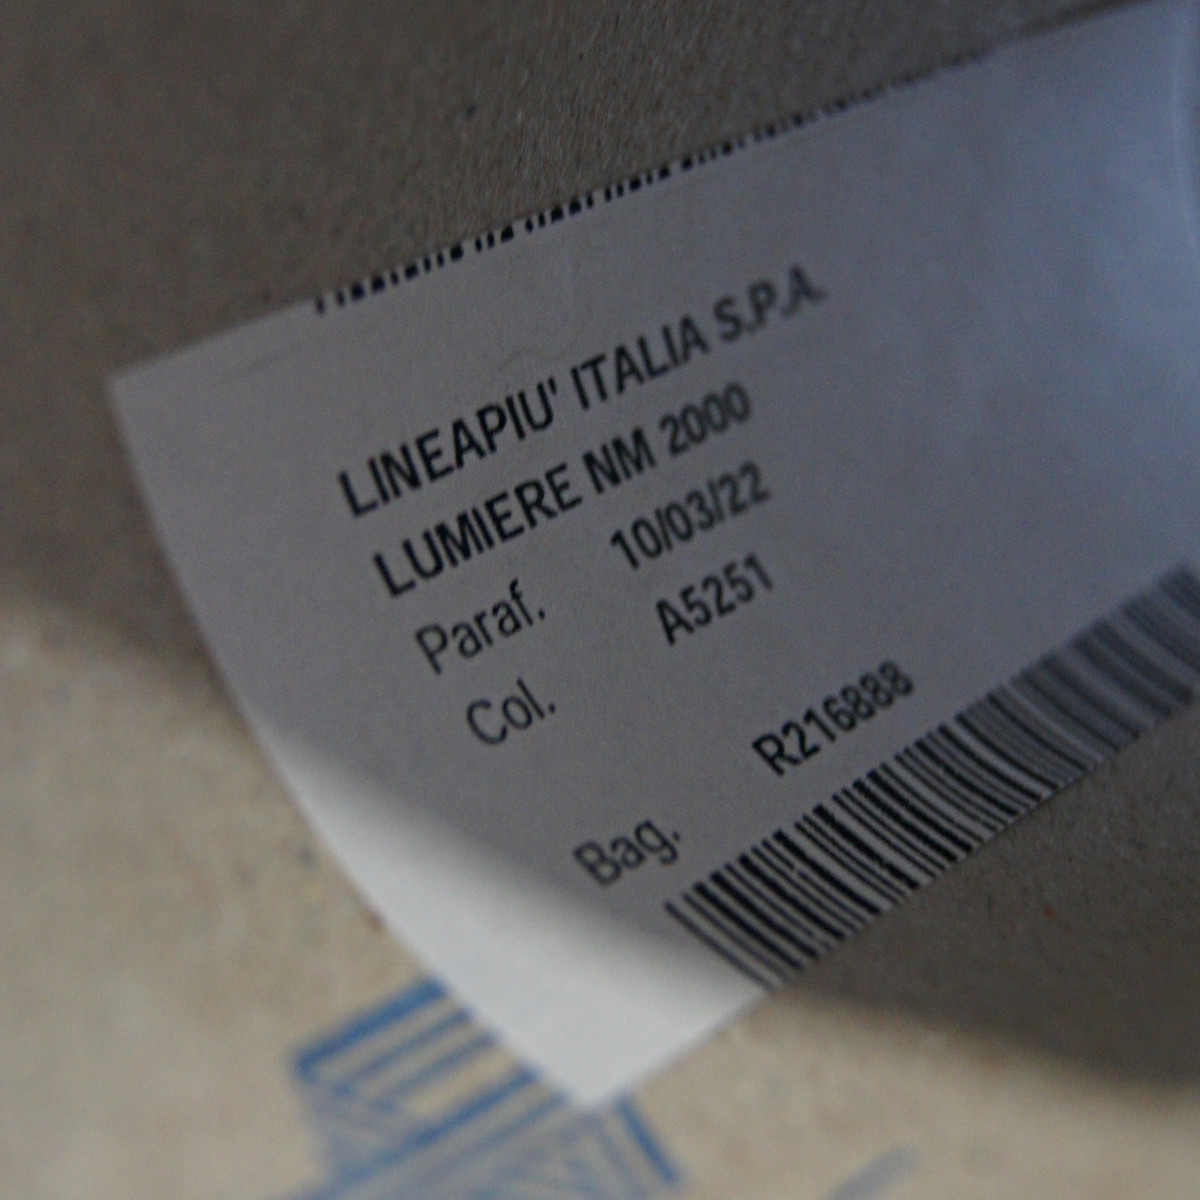 LINEAPIU' ITALIA S.P.A.
LUMIERE NM 2000
Paraf. 10/03/22
Col. A5251
Bag. R216888